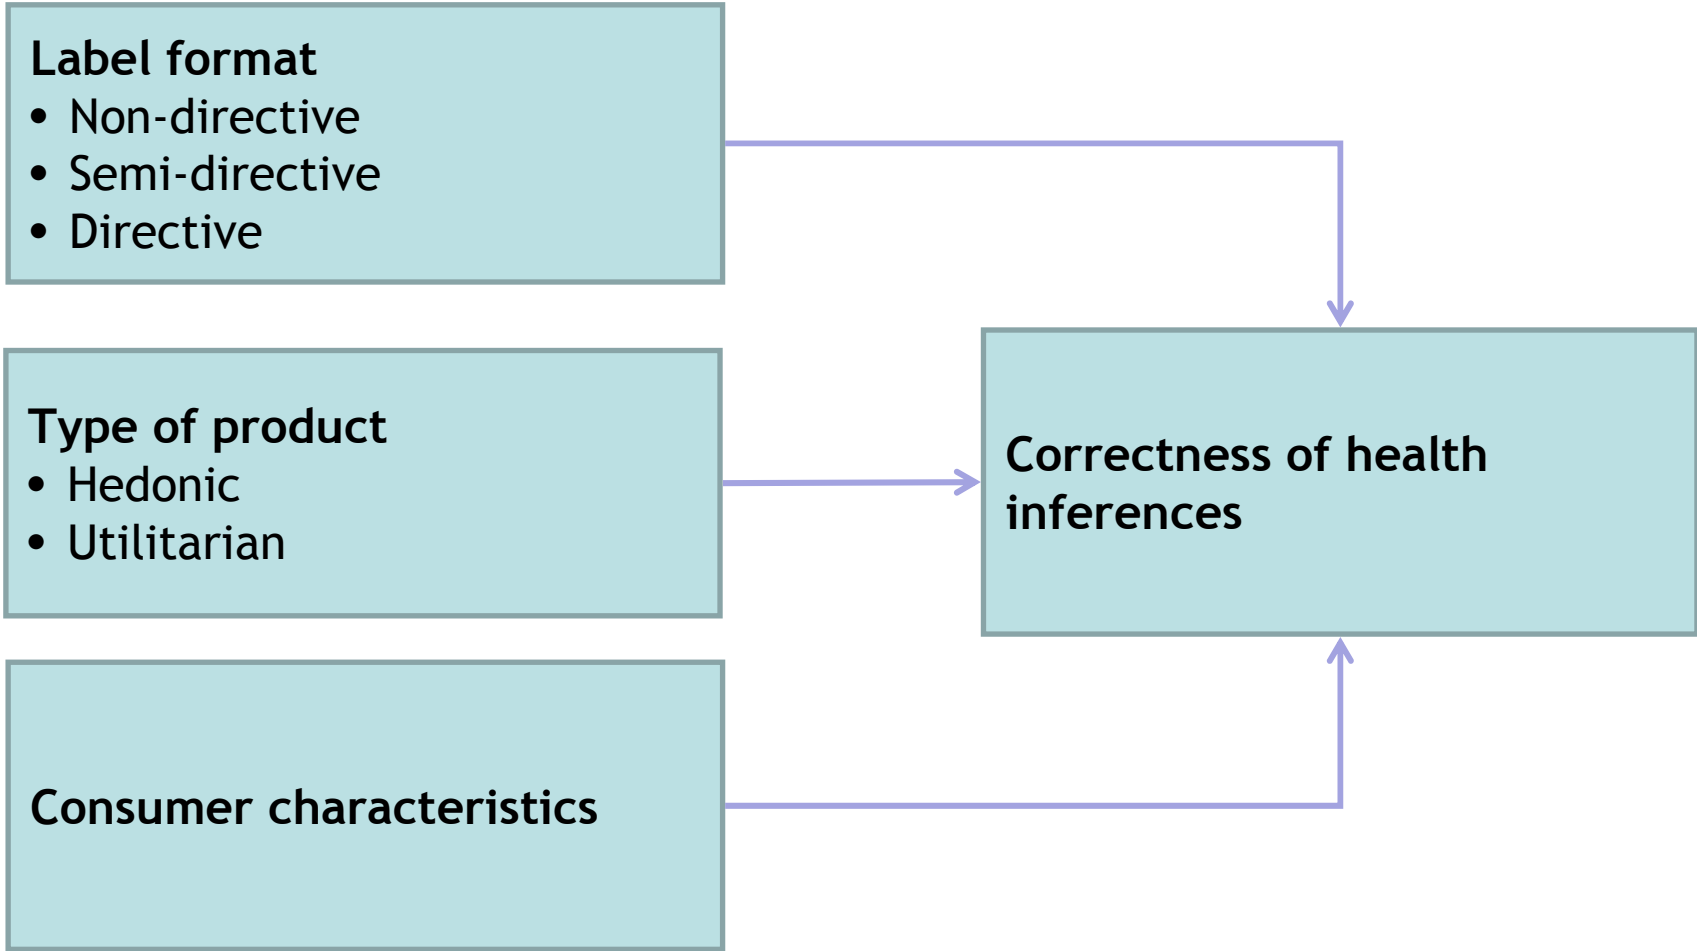 Label format
• Non-directive
• Semi-directive
• Directive
Type of product
• Hedonic
• Utilitarian
Correctness of health
inferences
Consumer characteristics